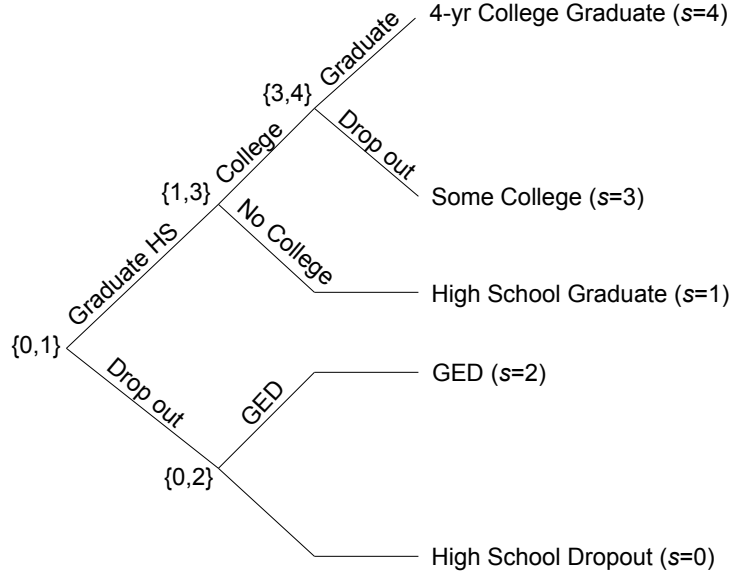 4-yr College Graduate (s=4)
Graduate
{3,4}
Drop out
College
Some College (s=3)
{1,3}
No College
Graduate HS
High School Graduate (s=1)
{0,1}
Drop out
GED
GED (s=2)
{0,2}
High School Dropout (s=0)